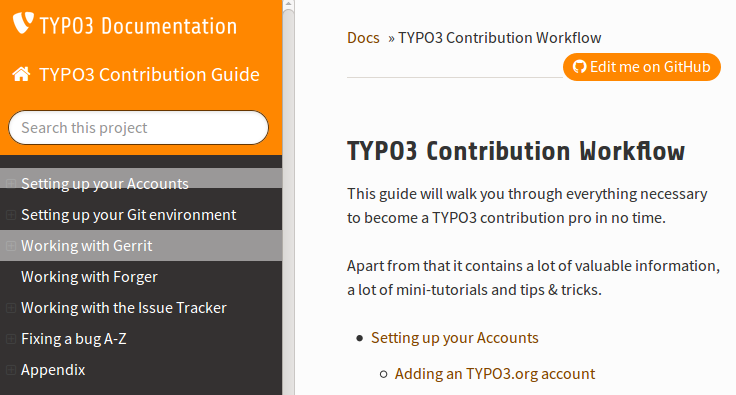 TYPO3 Documentation
TYPO3 Contribution Guide
Search this project
Setting up your Accounts
Setting up your Git environment
Working with Gerrit
Working with Forger
Working with the Issue Tracker
Fixing a bug A-Z
Appendix
Docs » TYPO3 Contribution Workflow
Edit me on GitHub
TYPO3 Contribution Workflow
This guide will walk you through everything necessary
to become a TYPO3 contribution pro in no time.
Apart from that it contains a lot of valuable information,
a lot of mini-tutorials and tips & tricks.
Setting up your Accounts
Adding an TYPO3.org account